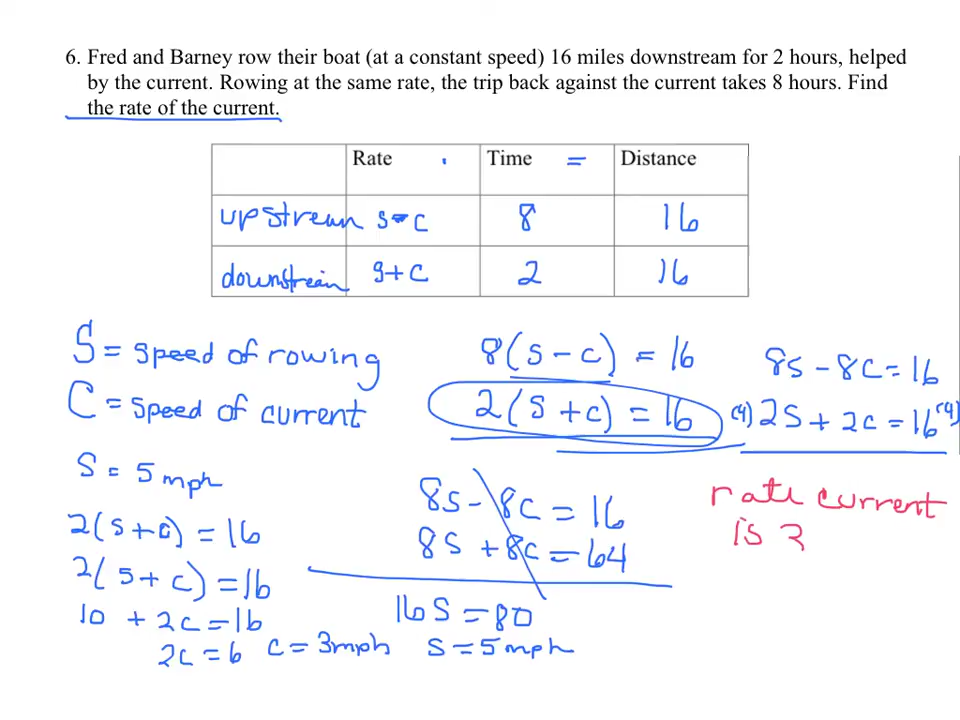 6. Fred and Barney row their boat (at a constant speed) 16 miles downstream for 2 hours, helped
by the current. Rowing at the same rate, the trip back against the current takes 8 hours. Find
the rate of the current.
Rate · Time = Distance
upstream s-c 8 16
downstream s+c 2 16
S = speed of rowing
C = speed of current
8(s-c) = 16
2(s+c) = 16
8s - 8c = 16
(4) 2s + 2c = 16 (4)
S = 5 mph
2(s+c) = 16
2(5+c) = 16
10 + 2c = 16
2c = 6 c = 3mph
8s - 8c = 16
8s + 8c = 64
16s = 80
s = 5 mph
rate current
is 3